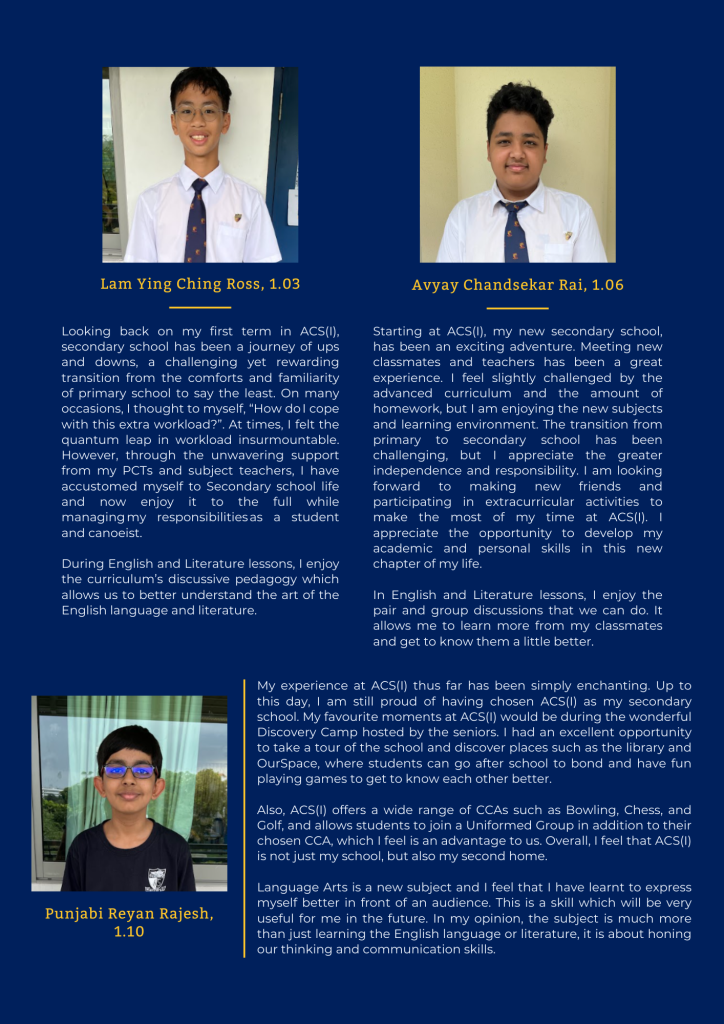 Lam Ying Ching Ross, 1.03
Looking back on my first term in ACS(I),
secondary school has been a journey of ups
and downs, a challenging yet rewarding
transition from the comforts and familiarity
of primary school to say the least. On many
occasions, I thought to myself, “How do I cope
with this extra workload?”. At times, I felt the
quantum leap in workload insurmountable.
However, through the unwavering support
from my PCTs and subject teachers, I have
accustomed myself to Secondary school life
and now enjoy it to the full while
managing my responsibilities as a student
and canoeist.
During English and Literature lessons, I enjoy
the curriculum’s discussive pedagogy which
allows us to better understand the art of the
English language and literature.
Avyay Chandsekar Rai, 1.06
Starting at ACS(I), my new secondary school,
has been an exciting adventure. Meeting new
classmates and teachers has been a great
experience. I feel slightly challenged by the
advanced curriculum and the amount of
homework, but I am enjoying the new subjects
and learning environment. The transition from
primary to secondary school has been
challenging, but I appreciate the greater
independence and responsibility. I am looking
forward to making new friends and
participating in extracurricular activities to
make the most of my time at ACS(I). I
appreciate the opportunity to develop my
academic and personal skills in this new
chapter of my life.
In English and Literature lessons, I enjoy the
pair and group discussions that we can do. It
allows me to learn more from my classmates
and get to know them a little better.
Punjabi Reyan Rajesh,
1.10
My experience at ACS(I) thus far has been simply enchanting. Up to
this day, I am still proud of having chosen ACS(I) as my secondary
school. My favourite moments at ACS(I) would be during the wonderful
Discovery Camp hosted by the seniors. I had an excellent opportunity
to take a tour of the school and discover places such as the library and
OurSpace, where students can go after school to bond and have fun
playing games to get to know each other better.
Also, ACS(I) offers a wide range of CCAs such as Bowling, Chess, and
Golf, and allows students to join a Uniformed Group in addition to their
chosen CCA, which I feel is an advantage to us. Overall, I feel that ACS(I)
is not just my school, but also my second home.
Language Arts is a new subject and I feel that I have learnt to express
myself better in front of an audience. This is a skill which will be very
useful for me in the future. In my opinion, the subject is much more
than just learning the English language or literature, it is about honing
our thinking and communication skills.